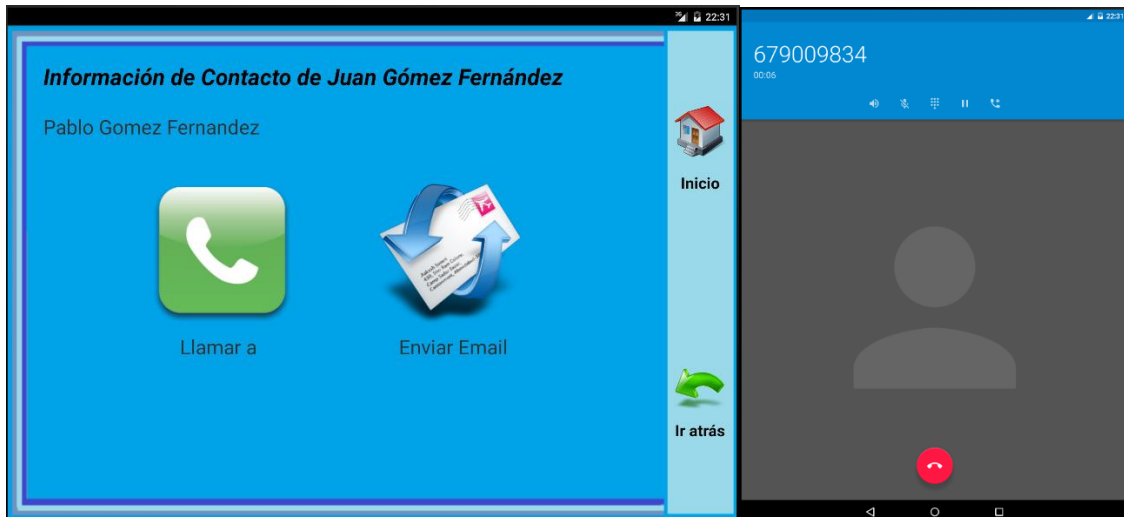 3G 22:31
Información de Contacto de Juan Gómez Fernández
Pablo Gomez Fernandez
Llamar a
Enviar Email
Inicio
Ir atrás
22:31
679009834
00:06